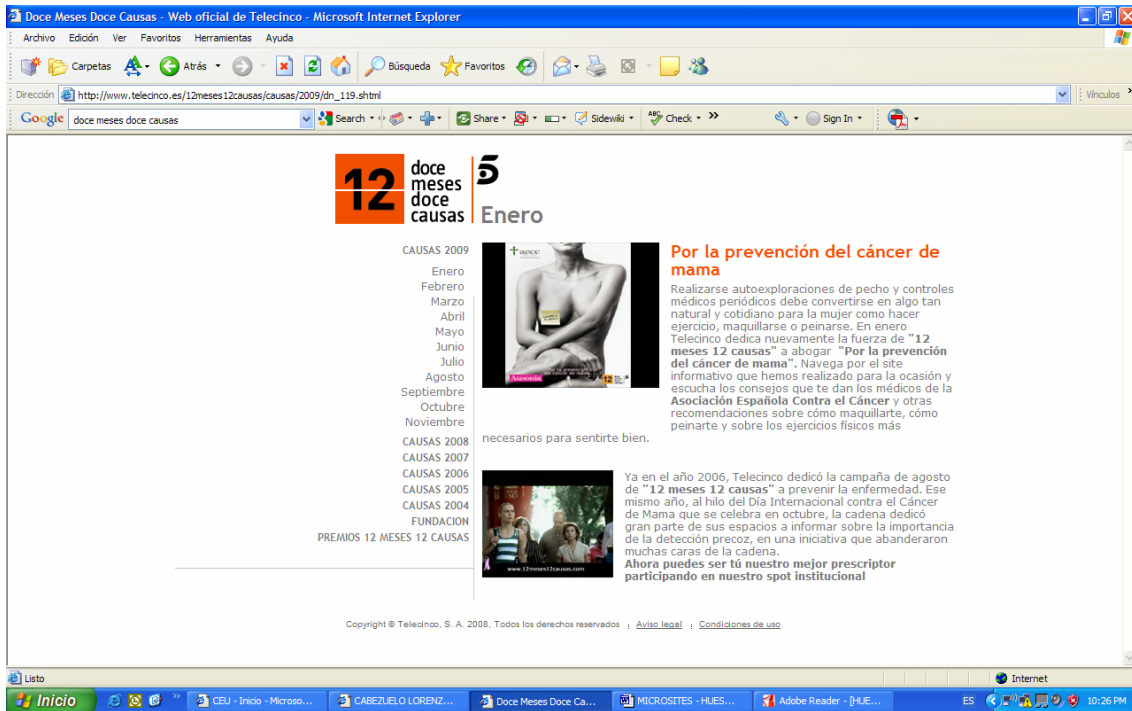 Doce Meses Doce Causas - Web oficial de Telecinco - Microsoft Internet Explorer
Archivo Edición Ver Favoritos Herramientas Ayuda
Carpetas Atrás Búsqueda Favoritos
Dirección http://www.telecinco.es/12meses12causas/causas/2009/dn_119.shtml Vínculos »
Google doce meses doce causas Search Share Sidewiki ABC Check » Sign In
12 doce
meses
doce
causas
5
Enero
CAUSAS 2009
Enero
Febrero
Marzo
Abril
Mayo
Junio
Julio
Agosto
Septiembre
Octubre
Noviembre
CAUSAS 2008
CAUSAS 2007
CAUSAS 2006
CAUSAS 2005
CAUSAS 2004
FUNDACION
PREMIOS 12 MESES 12 CAUSAS
aecc
Ausonia
12
Por la prevención del cáncer de
mama
Realizarse autoexploraciones de pecho y controles
médicos periódicos debe convertirse en algo tan
natural y cotidiano para la mujer como hacer
ejercicio, maquillarse o peinarse. En enero
Telecinco dedica nuevamente la fuerza de "12
meses 12 causas" a abogar "Por la prevención
del cáncer de mama". Navega por el site
informativo que hemos realizado para la ocasión y
escucha los consejos que te dan los médicos de la
Asociación Española Contra el Cáncer y otras
recomendaciones sobre cómo maquillarte, cómo
peinarte y sobre los ejercicios físicos más
necesarios para sentirte bien.
www.12meses12causas.com
Ya en el año 2006, Telecinco dedicó la campaña de agosto
de "12 meses 12 causas" a prevenir la enfermedad. Ese
mismo año, al hilo del Día Internacional contra el Cáncer
de Mama que se celebra en octubre, la cadena dedicó
gran parte de sus espacios a informar sobre la importancia
de la detección precoz, en una iniciativa que abanderaron
muchas caras de la cadena.
Ahora puedes ser tú nuestro mejor prescriptor
participando en nuestro spot institucional
Copyright © Telecinco, S. A. 2008, Todos los derechos reservados ¦ Aviso legal ¦ Condiciones de uso
Listo Internet
Inicio » CEU - Inicio - Microso... CABEZUELO LORENZ... Doce Meses Doce Ca... MICROSITES - HUES... Adobe Reader - [HUE... ES 10:26 PM